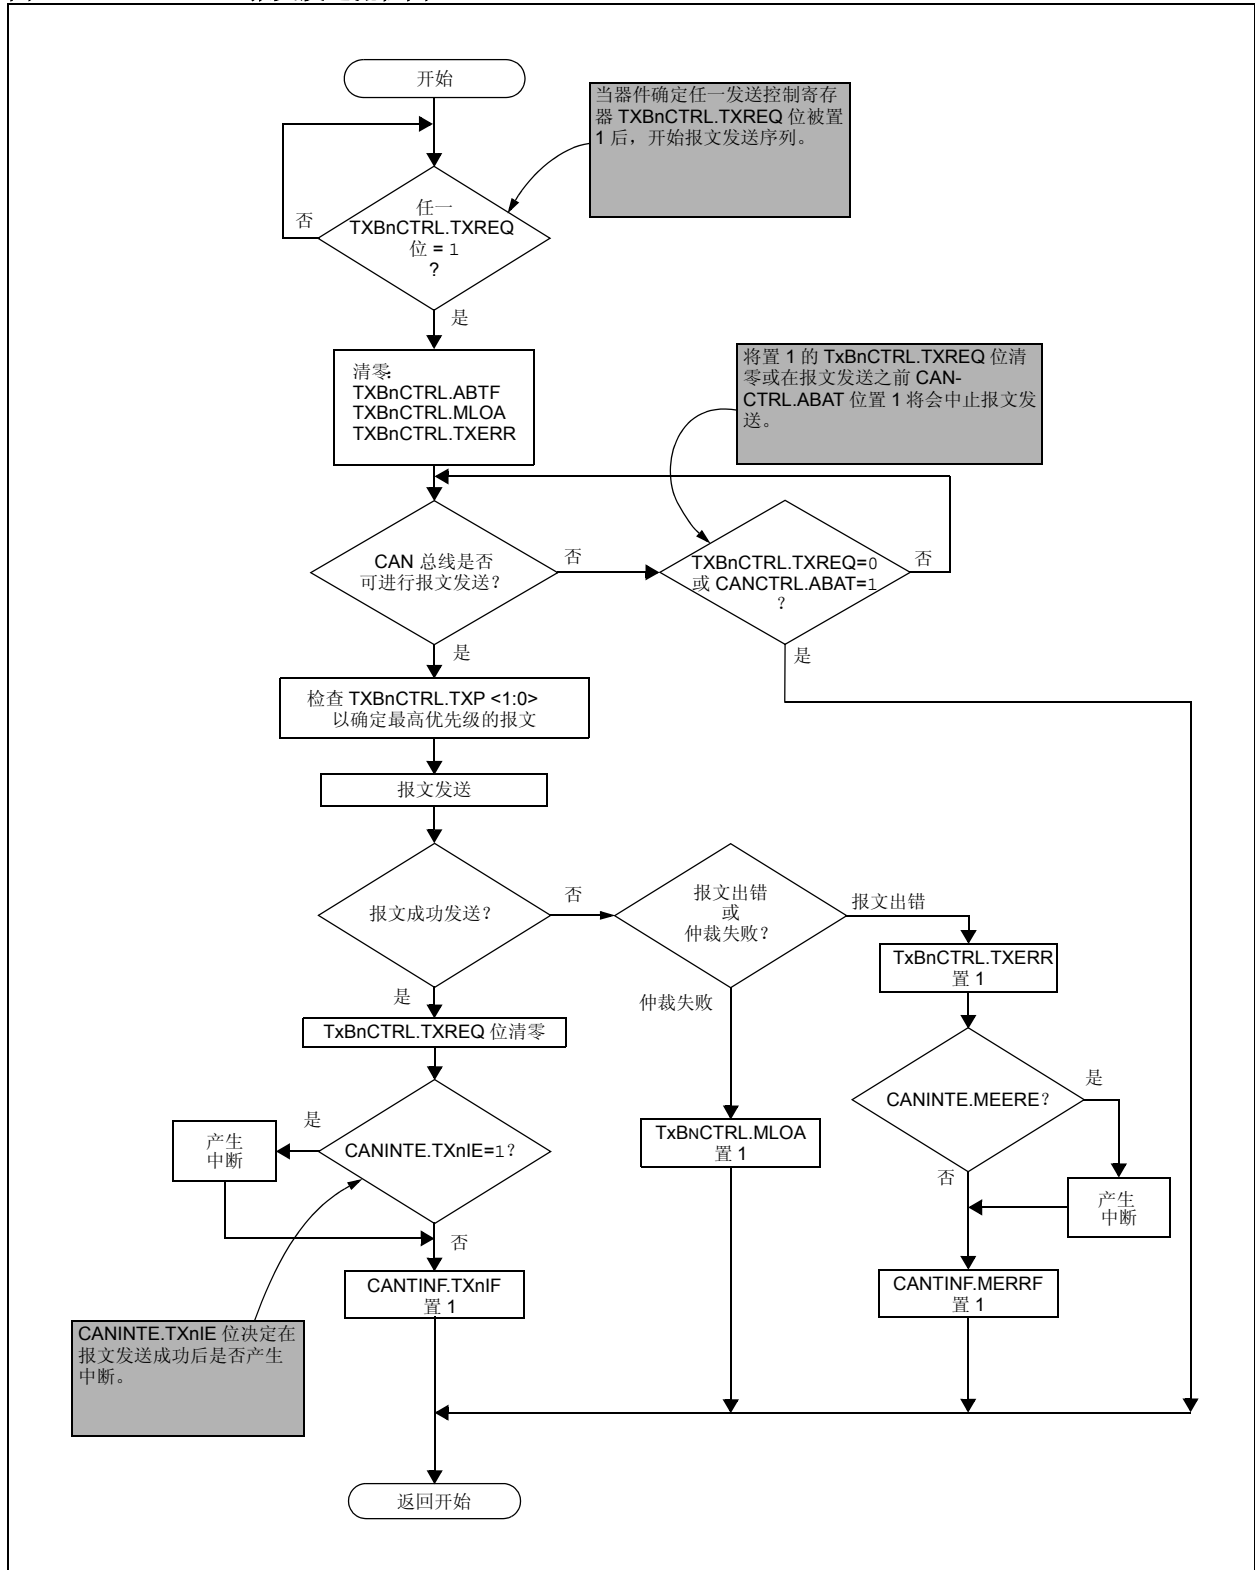 开始
当器件确定任一发送控制寄存
器 TXBnCTRL.TXREQ 位被置
1 后，开始报文发送序列。
否
任一
TXBnCTRL.TXREQ
位 = 1
?
是
清零:
TXBnCTRL.ABTF
TXBnCTRL.MLOA
TXBnCTRL.TXERR
将置 1 的 TxBnCTRL.TXREQ 位清
零或在报文发送之前 CAN-
CTRL.ABAT 位置 1 将会中止报文发
送。
CAN 总线是否
可进行报文发送？
否
TXBnCTRL.TXREQ=0
或 CANCTRL.ABAT=1
?
否
是
是
检查 TXBnCTRL.TXP <1:0>
以确定最高优先级的报文
报文发送
报文成功发送？
否
报文出错
或
仲裁失败？
报文出错
TxBnCTRL.TXERR
置 1
是
仲裁失败
TxBnCTRL.TXREQ 位清零
CANINTE.MEERE？
是
是
产生
中断
CANINTE.TXnIE=1?
TxBNCTRL.MLOA
置 1
否
产生
中断
否
CANTINF.TXnIF
置 1
CANTINF.MERRF
置 1
CANINTE.TXnIE 位决定在
报文发送成功后是否产生
中断。
返回开始